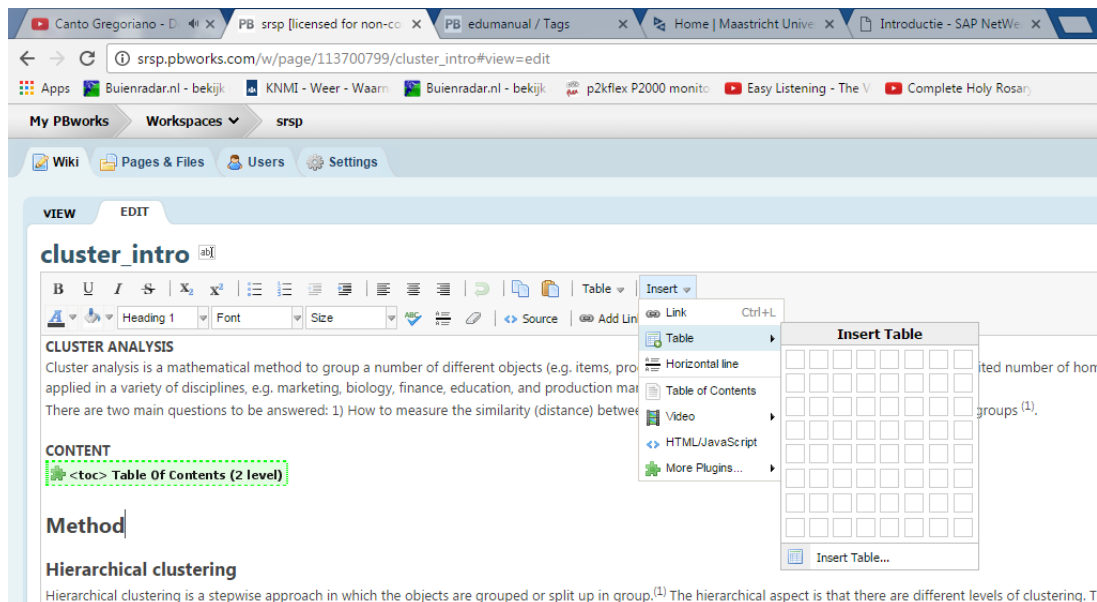 Canto Gregoriano - D
PB srsp [licensed for non-co
PB edumanual / Tags
Home | Maastricht Unive
Introductie - SAP NetWe
srsp.pbworks.com/w/page/113700799/cluster_intro#view=edit
Apps Buienradar.nl - bekijk KNMI - Weer - Waarn Buienradar.nl - bekijk p2kflex P2000 monito Easy Listening - The V Complete Holy Rosar
My PBworks Workspaces srsp
Wiki Pages & Files Users Settings
VIEW EDIT
cluster_intro ab
B U I S X₂ x² Table Insert
A Heading 1 Font Size ABC Source Add Lin
Link Ctrl+L
Table
Horizontal line
Table of Contents
Video
HTML/JavaScript
More Plugins...
Insert Table
Insert Table...
CLUSTER ANALYSIS
Cluster analysis is a mathematical method to group a number of different objects (e.g. items, pro ited number of hom
applied in a variety of disciplines, e.g. marketing, biology, finance, education, and production mar
There are two main questions to be answered: 1) How to measure the similarity (distance) betwee groups (1).
CONTENT
<toc> Table Of Contents (2 level)
Method
Hierarchical clustering
Hierarchical clustering is a stepwise approach in which the objects are grouped or split up in group.(1) The hierarchical aspect is that there are different levels of clustering. T